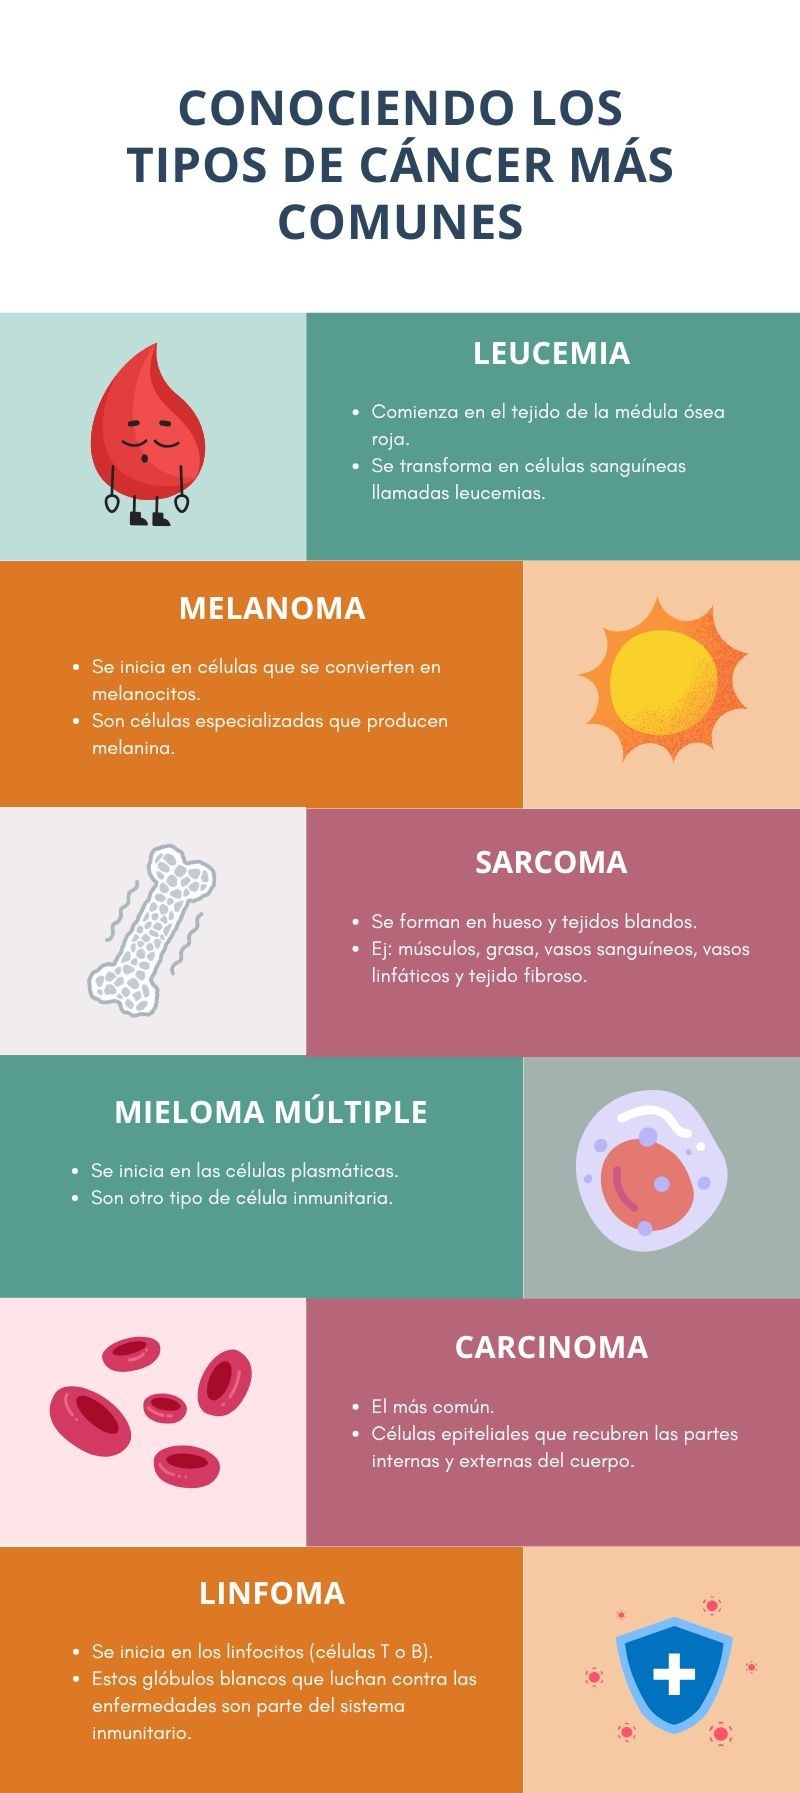 CONOCIENDO LOS
TIPOS DE CÁNCER MÁS
COMUNES
LEUCEMIA
• Comienza en el tejido de la médula ósea
roja.
• Se transforma en células sanguíneas
llamadas leucemias.
MELANOMA
• Se inicia en células que se convierten en
melanocitos.
• Son células especializadas que producen
melanina.
SARCOMA
• Se forman en hueso y tejidos blandos.
• Ej: músculos, grasa, vasos sanguíneos, vasos
linfáticos y tejido fibroso.
MIELOMA MÚLTIPLE
• Se inicia en las células plasmáticas.
• Son otro tipo de célula inmunitaria.
CARCINOMA
• El más común.
• Células epiteliales que recubren las partes
internas y externas del cuerpo.
LINFOMA
• Se inicia en los linfocitos (células T o B).
• Estos glóbulos blancos que luchan contra las
enfermedades son parte del sistema
inmunitario.